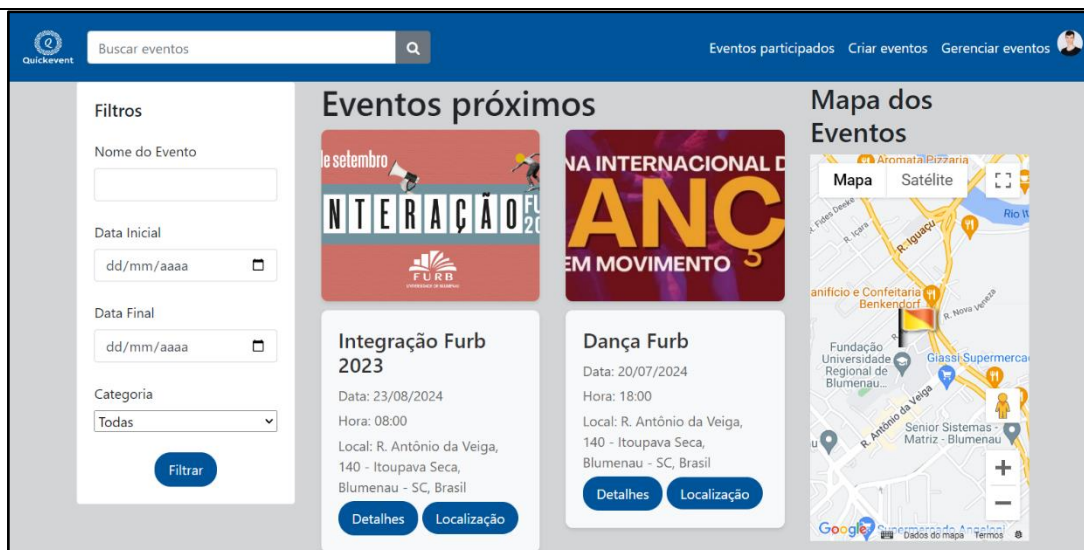 Quickevent
Buscar eventos
Eventos participados Criar eventos Gerenciar eventos
Filtros
Nome do Evento
Data Inicial
dd/mm/aaaa
Data Final
dd/mm/aaaa
Categoria
Todas
Filtrar
Eventos próximos
de setembro
NTERAÇÃO
FURB
Integração Furb
2023
Data: 23/08/2024
Hora: 08:00
Local: R. Antônio da Veiga,
140 - Itoupava Seca,
Blumenau - SC, Brasil
Detalhes Localização
NA INTERNACIONAL D
ANÇ
EM MOVIMENTO
Dança Furb
Data: 20/07/2024
Hora: 18:00
Local: R. Antônio da Veiga,
140 - Itoupava Seca,
Blumenau - SC, Brasil
Detalhes Localização
Mapa dos
Eventos
Aromata Pizzaria
Mapa Satélite
R. Fides Deeke
R. Içara
R. Iguaçu
Rio It
anifício e Confeitaria
Benkendorf
R. Nova Veneza
Fundação
Universidade
Regional de
Blumenau...
Giassi Supermerca
R. Antônio da Veiga
Senior Sistemas -
Matriz - Blumenau
Google
Supermercado Angeloni
Dados do mapa Termos